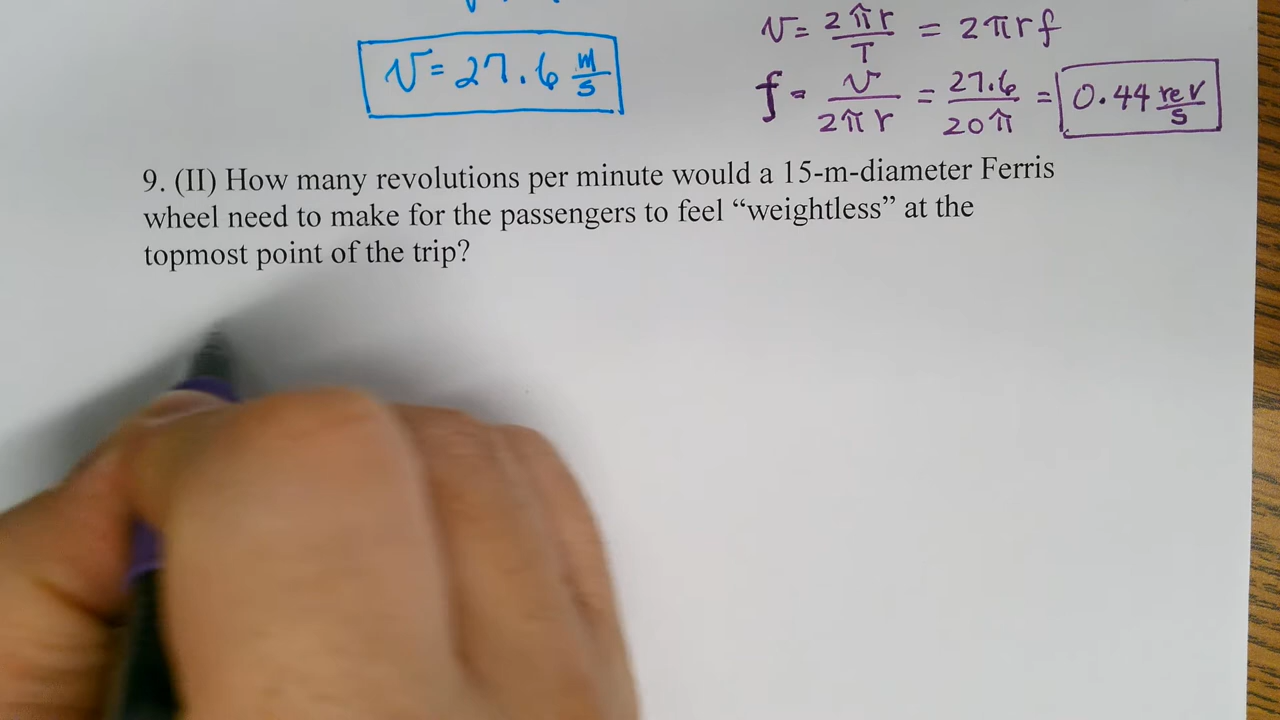 v = 2πr/T = 2πrf
v = 27.6 m/s
f = v/2πr = 27.6/20π = 0.44 rev/s
9. (II) How many revolutions per minute would a 15-m-diameter Ferris
wheel need to make for the passengers to feel “weightless” at the
topmost point of the trip?